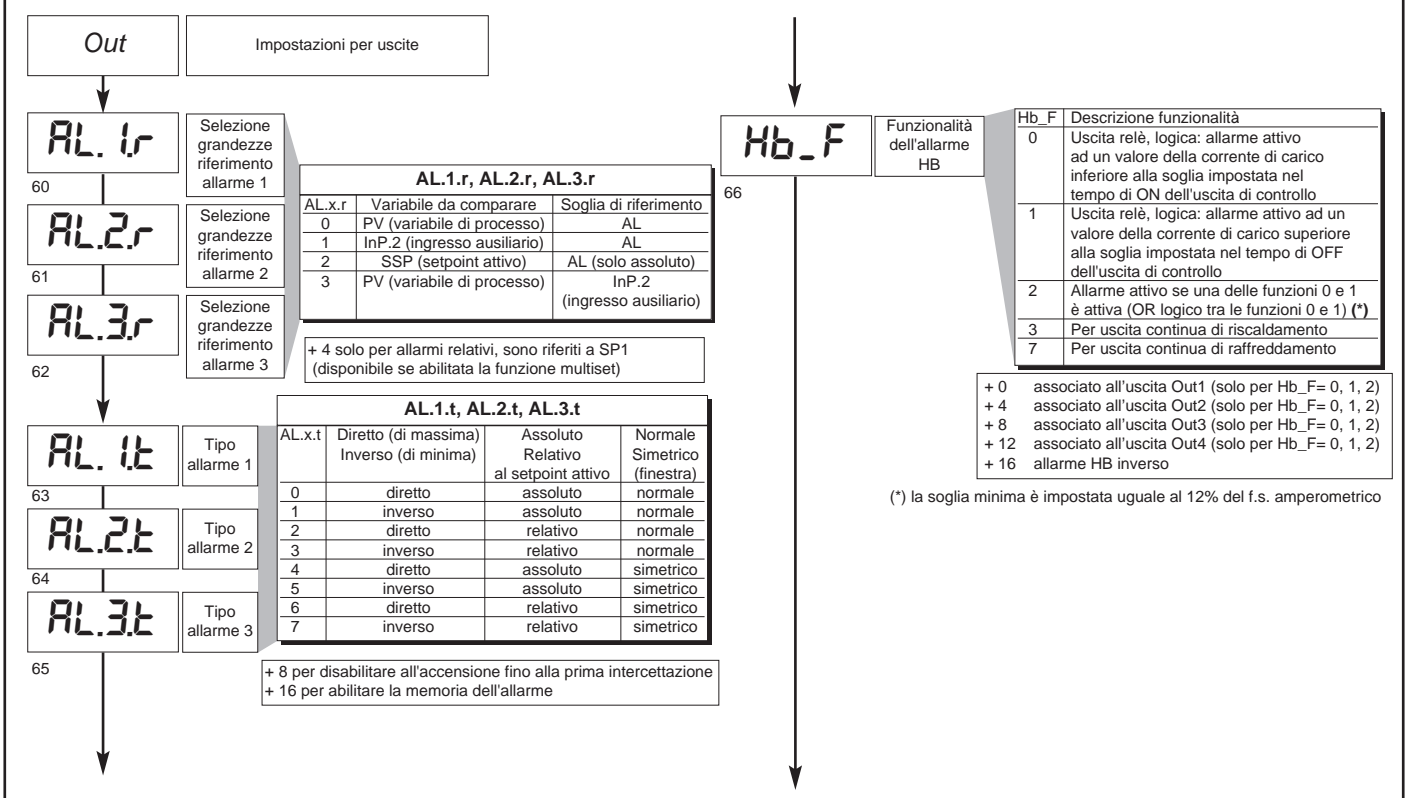 Out
Impostazioni per uscite
AL. 1.r
60
Selezione
grandezze
riferimento
allarme 1
AL.2.r
61
Selezione
grandezze
riferimento
allarme 2
AL.3.r
62
Selezione
grandezze
riferimento
allarme 3
AL.1.r, AL.2.r, AL.3.r
AL.x.r Variabile da comparare Soglia di riferimento
0 PV (variabile di processo) AL
1 InP.2 (ingresso ausiliario) AL
2 SSP (setpoint attivo) AL (solo assoluto)
3 PV (variabile di processo) InP.2
(ingresso ausiliario)
+ 4 solo per allarmi relativi, sono riferiti a SP1
(disponibile se abilitata la funzione multiset)
AL. 1.t
63
Tipo
allarme 1
AL.2.t
64
Tipo
allarme 2
AL.3.t
65
Tipo
allarme 3
AL.1.t, AL.2.t, AL.3.t
AL.x.t Diretto (di massima) Assoluto Normale
Inverso (di minima) Relativo Simetrico
al setpoint attivo (finestra)
0 diretto assoluto normale
1 inverso assoluto normale
2 diretto relativo normale
3 inverso relativo normale
4 diretto assoluto simetrico
5 inverso assoluto simetrico
6 diretto relativo simetrico
7 inverso relativo simetrico
+ 8 per disabilitare all'accensione fino alla prima intercettazione
+ 16 per abilitare la memoria dell'allarme
Hb_F
66
Funzionalità
dell'allarme
HB
Hb_F Descrizione funzionalità
0 Uscita relè, logica: allarme attivo
ad un valore della corrente di carico
inferiore alla soglia impostata nel
tempo di ON dell'uscita di controllo
1 Uscita relè, logica: allarme attivo ad un
valore della corrente di carico superiore
alla soglia impostata nel tempo di OFF
dell'uscita di controllo
2 Allarme attivo se una delle funzioni 0 e 1
è attiva (OR logico tra le funzioni 0 e 1) (*)
3 Per uscita continua di riscaldamento
7 Per uscita continua di raffreddamento
+ 0 associato all'uscita Out1 (solo per Hb_F= 0, 1, 2)
+ 4 associato all'uscita Out2 (solo per Hb_F= 0, 1, 2)
+ 8 associato all'uscita Out3 (solo per Hb_F= 0, 1, 2)
+ 12 associato all'uscita Out4 (solo per Hb_F= 0, 1, 2)
+ 16 allarme HB inverso
(*) la soglia minima è impostata uguale al 12% del f.s. amperometrico